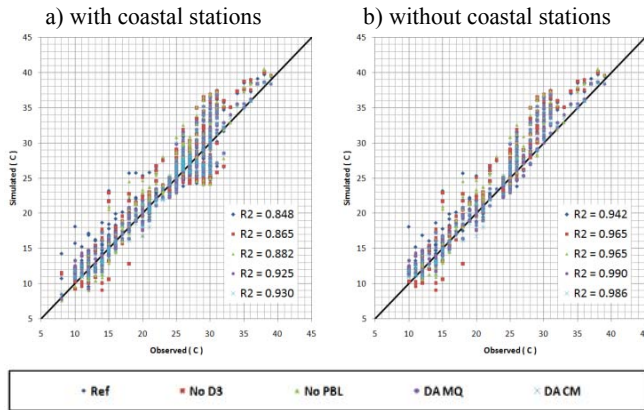 a) with coastal stations
b) without coastal stations
45
40
35
30
25
20
15
10
5
Simulated ( C )
R2 = 0.848
R2 = 0.865
R2 = 0.882
R2 = 0.925
R2 = 0.930
5 10 15 20 25 30 35 40 45
Observed ( C )
45
40
35
30
25
20
15
10
5
Simulated ( C )
R2 = 0.942
R2 = 0.965
R2 = 0.965
R2 = 0.990
R2 = 0.986
5 10 15 20 25 30 35 40 45
Observed ( C )
Ref No D3 No PBL DA MQ DA CM